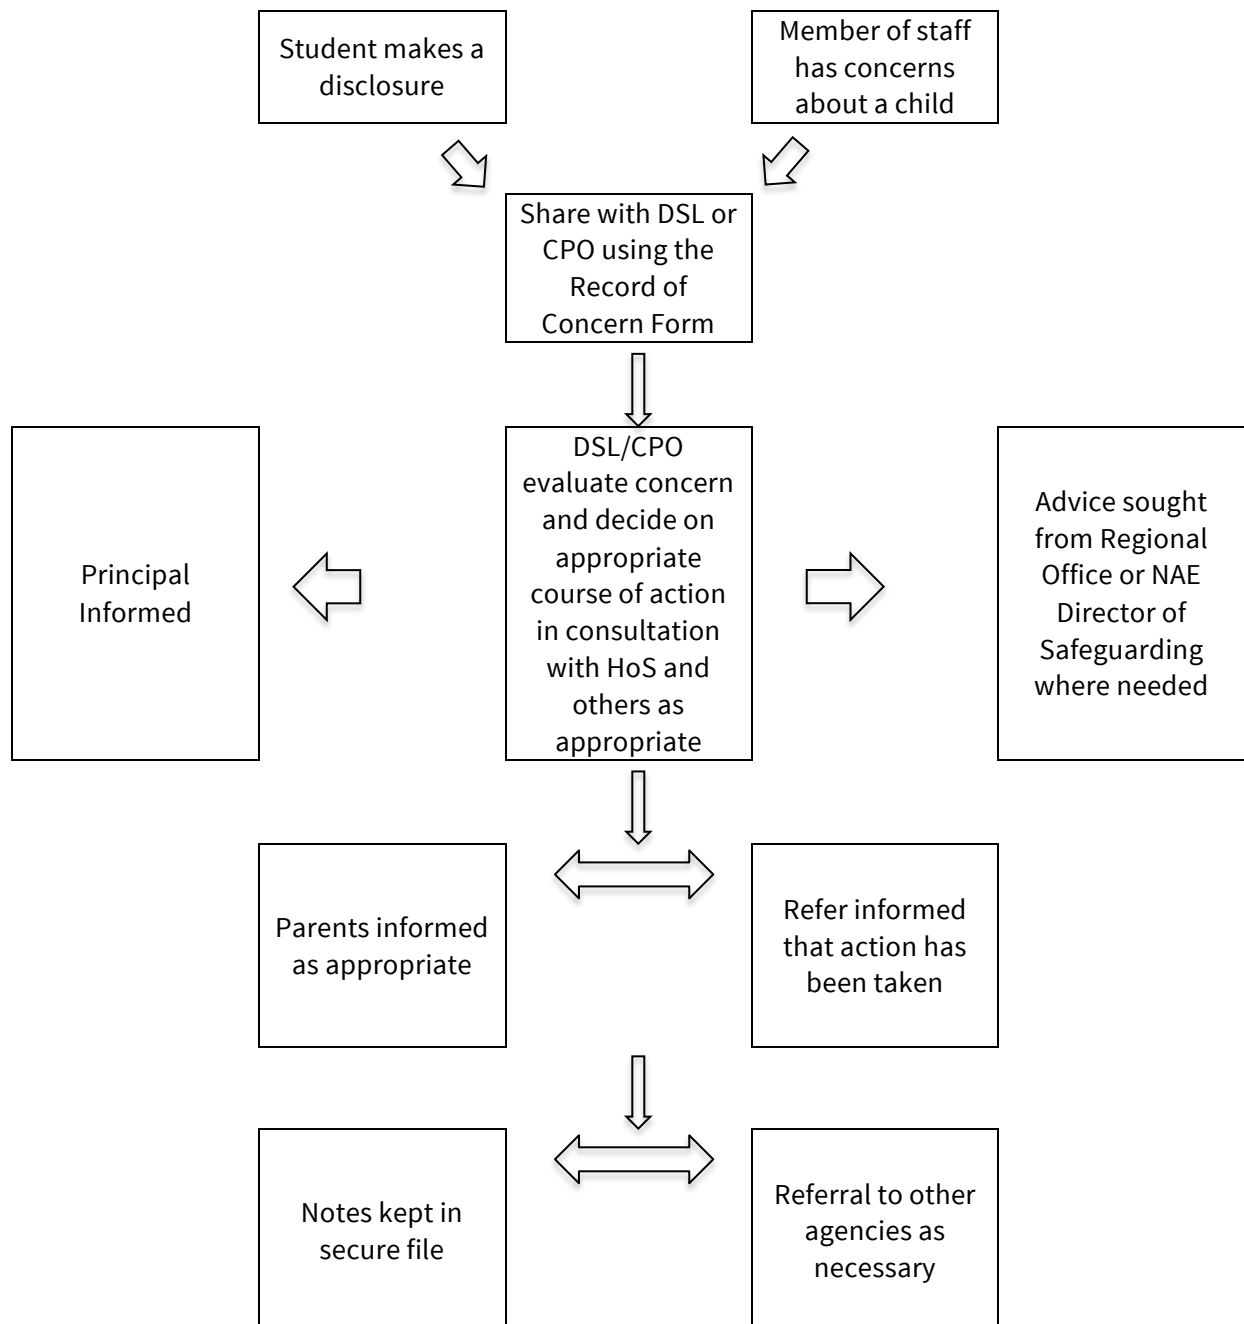 Student makes a
disclosure
Member of staff
has concerns
about a child
Share with DSL or
CPO using the
Record of
Concern Form
Principal
Informed
DSL/CPO
evaluate concern
and decide on
appropriate
course of action
in consultation
with HoS and
others as
appropriate
Advice sought
from Regional
Office or NAE
Director of
Safeguarding
where needed
Parents informed
as appropriate
Refer informed
that action has
been taken
Notes kept in
secure file
Referral to other
agencies as
necessary